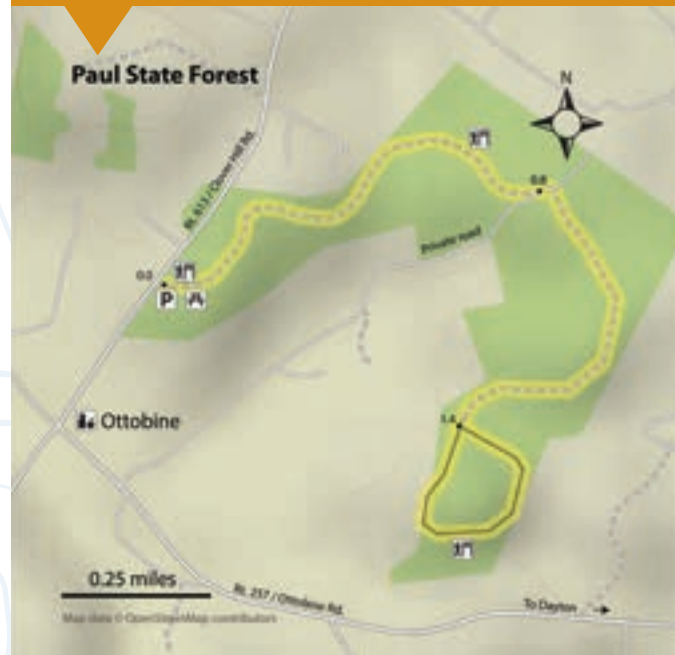 Paul State Forest
N
Rt. 613 / Clover Hill Rd.
0.8
Private road
0.0
P
Ottobine
1.4
0.25 miles
Rt. 257 / Ottobine Rd.
To Dayton
Map data © OpenStreetMap contributors